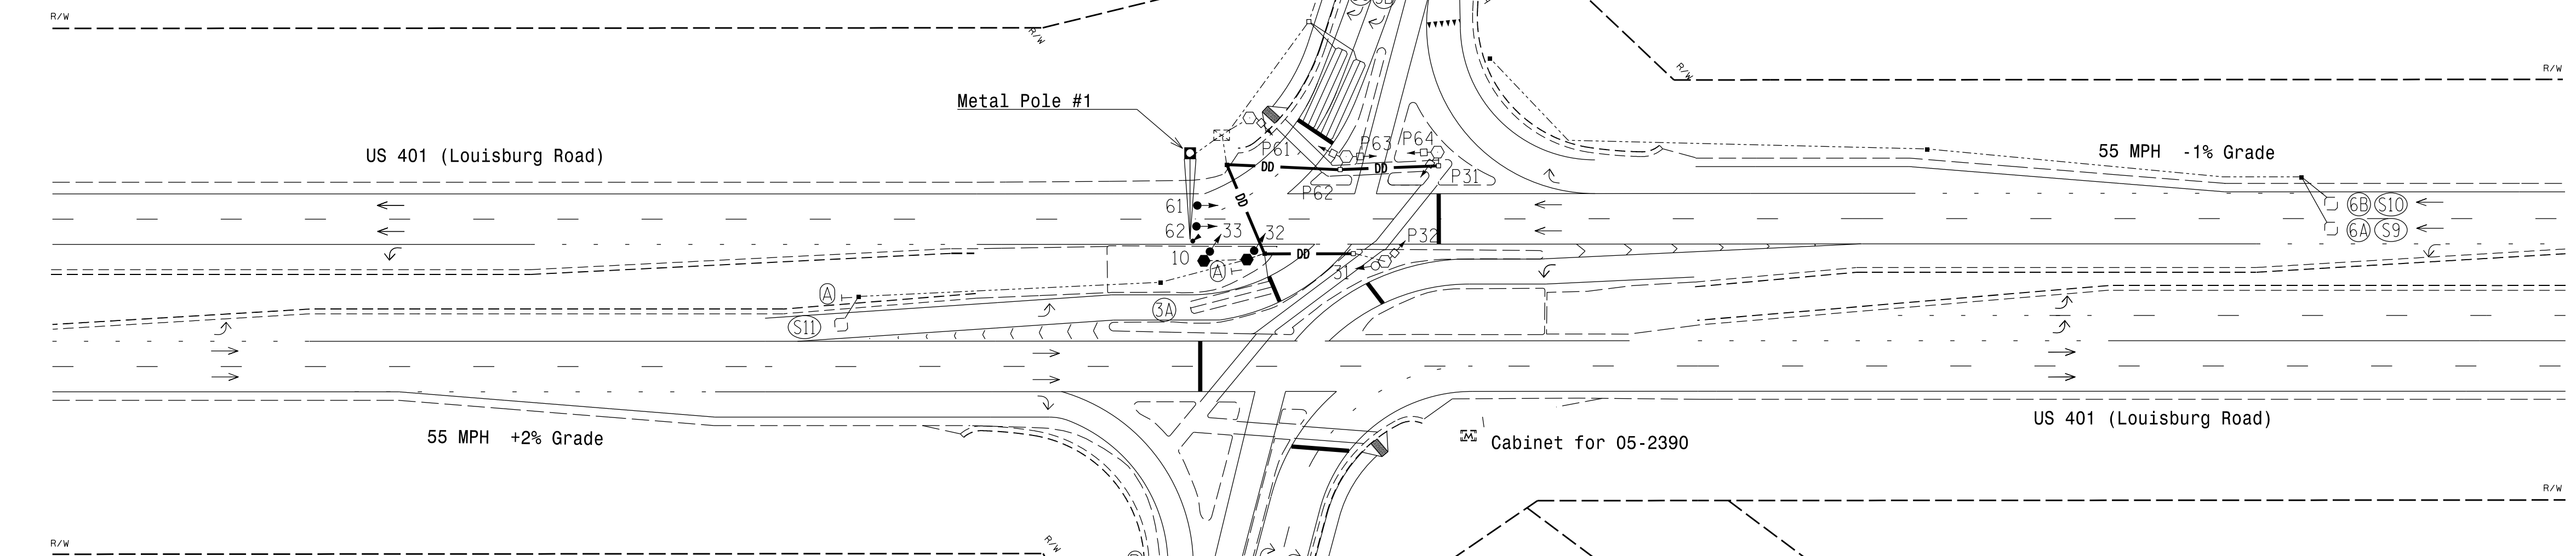 R/W
R/W
R/W
R/W
Metal Pole #1
US 401 (Louisburg Road)
55 MPH -1% Grade
P61
P63
P64
P31
P62
DD
DD
DD
61
62
33
32
10
A
P32
DD
31
6B S10
6A S9
A
S11
3A
55 MPH +2% Grade
Cabinet for 05-2390
US 401 (Louisburg Road)
R/W
R/W
R/W